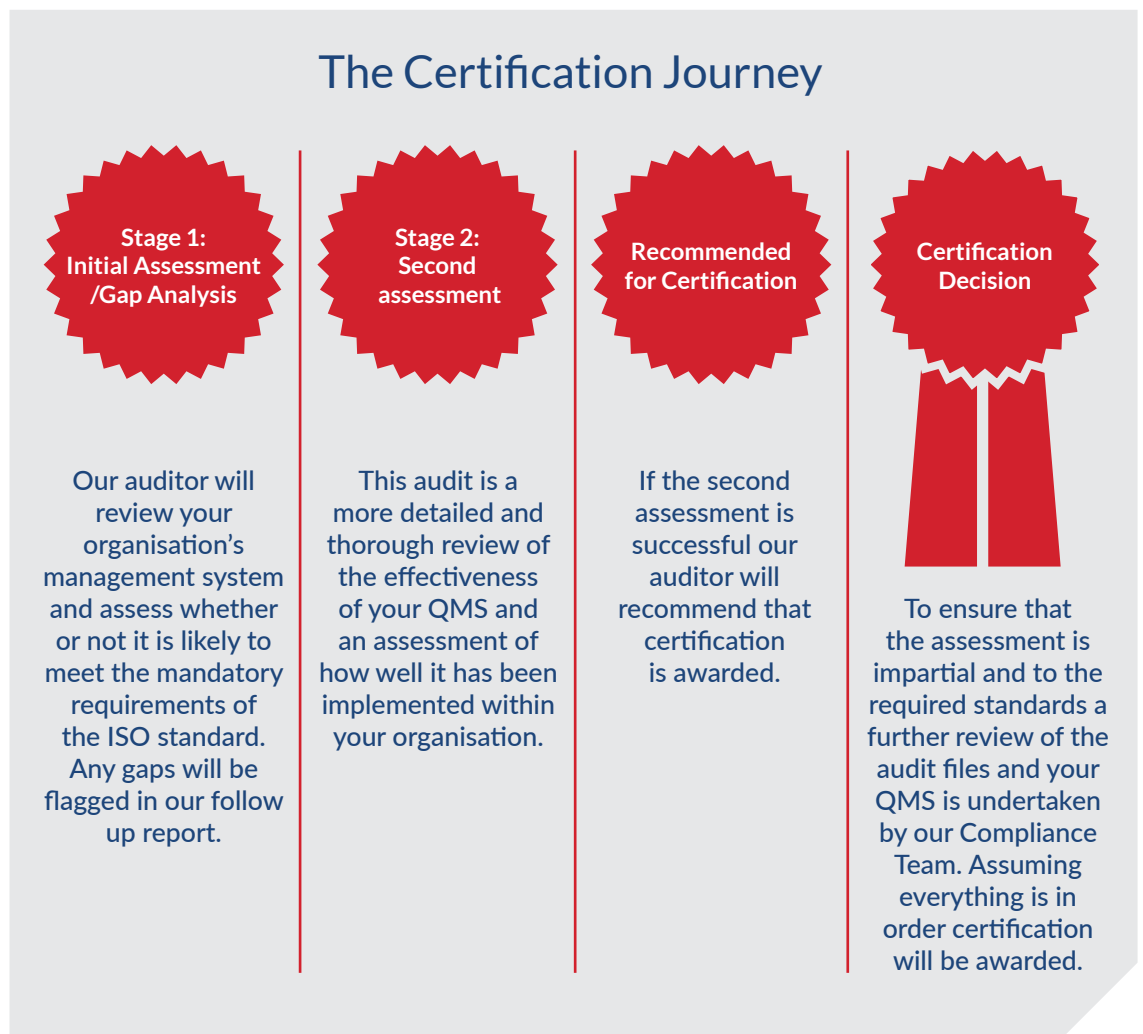 The Certification Journey
Stage 1:
Initial Assessment
/Gap Analysis
Our auditor will
review your
organisation’s
management system
and assess whether
or not it is likely to
meet the mandatory
requirements of
the ISO standard.
Any gaps will be
flagged in our follow
up report.
Stage 2:
Second
assessment
This audit is a
more detailed and
thorough review of
the effectiveness
of your QMS and
an assessment of
how well it has been
implemented within
your organisation.
Recommended
for Certification
If the second
assessment is
successful our
auditor will
recommend that
certification
is awarded.
Certification
Decision
To ensure that
the assessment is
impartial and to the
required standards a
further review of the
audit files and your
QMS is undertaken
by our Compliance
Team. Assuming
everything is in
order certification
will be awarded.